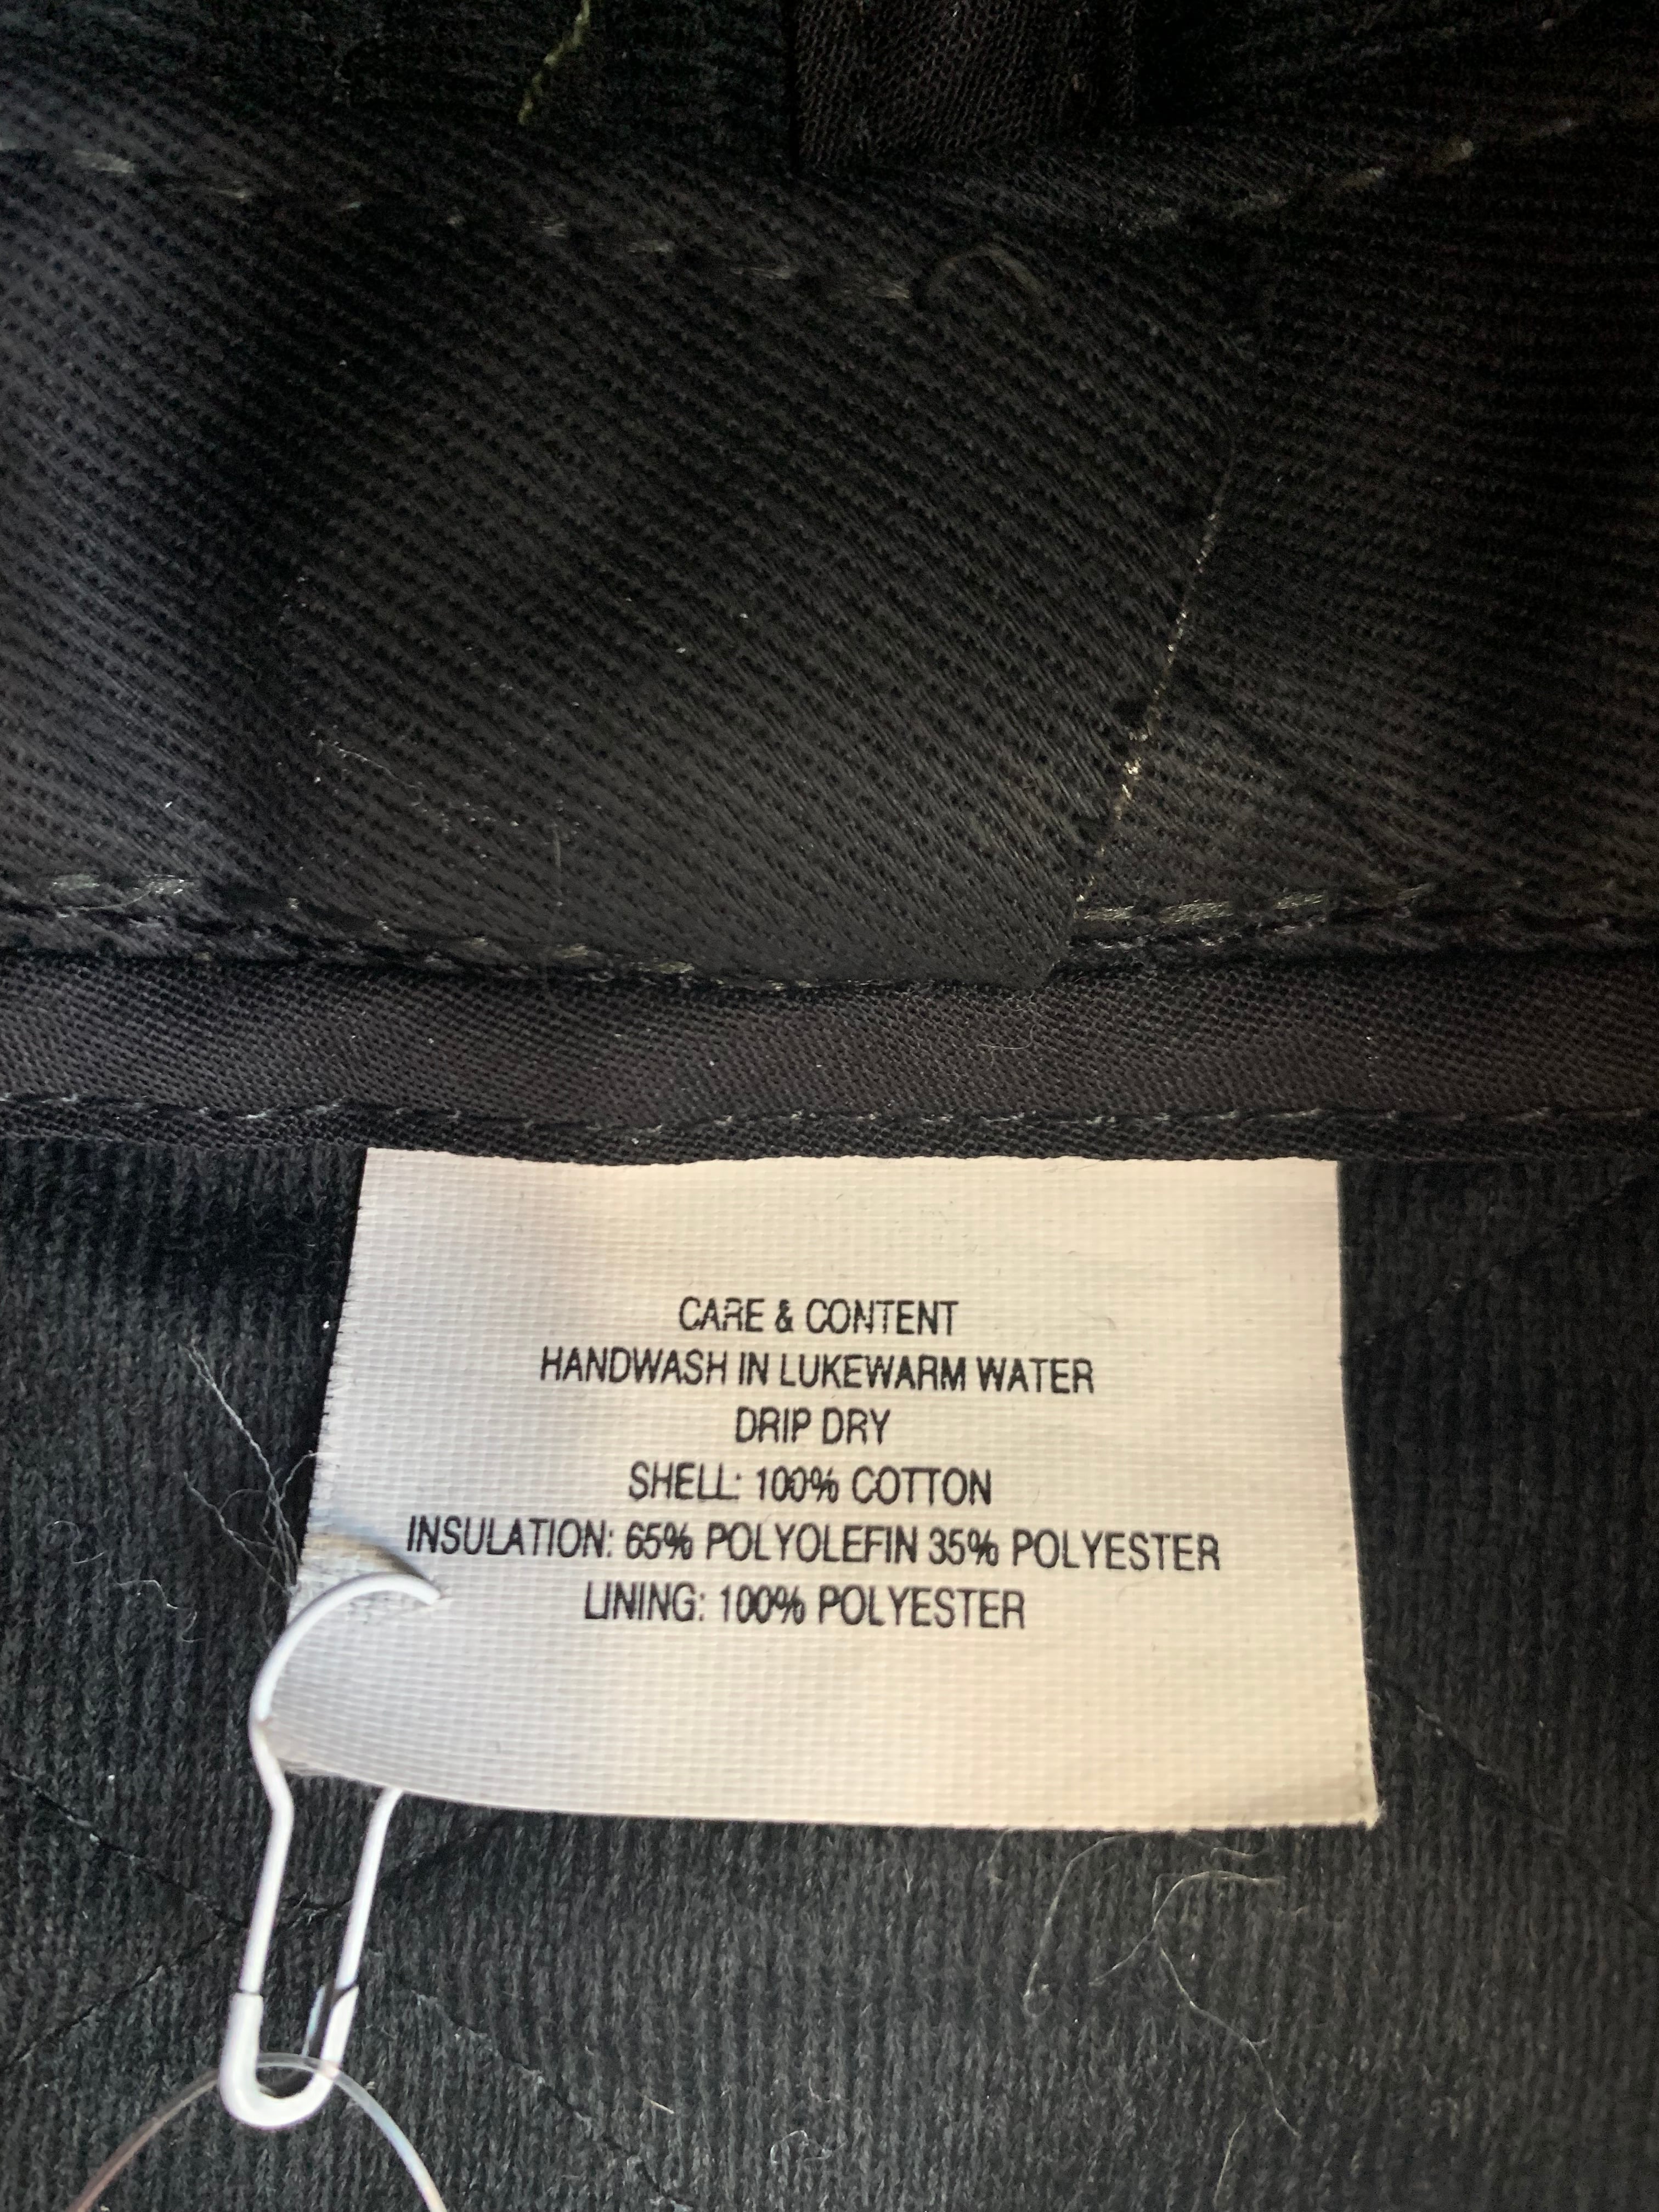 CARE & CONTENT
HANDWASH IN LUKEWARM WATER
DRIP DRY
SHELL: 100% COTTON
INSULATION: 65% POLYOLEFIN 35% POLYESTER
LINING: 100% POLYESTER